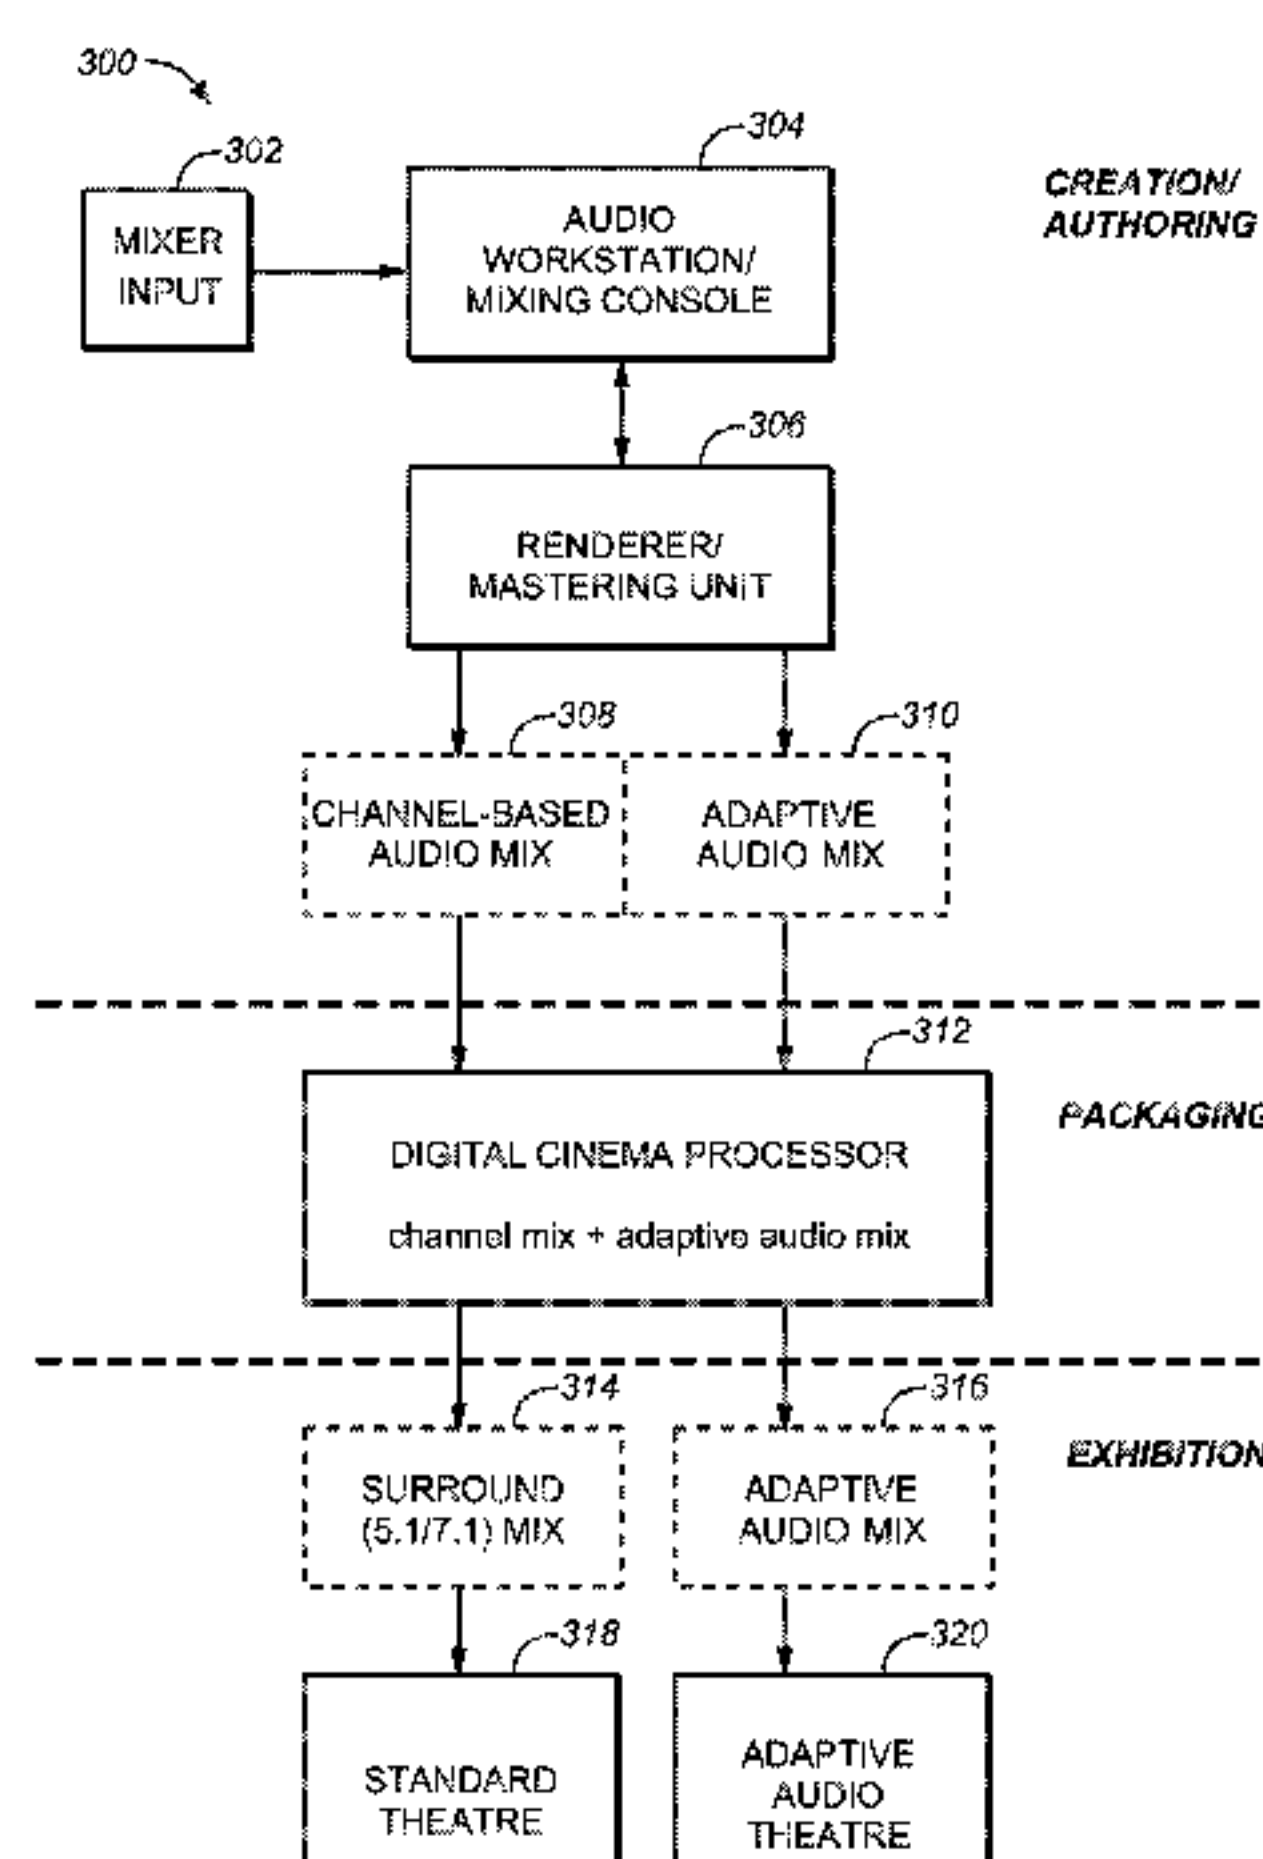 300
302
304
MIXER
INPUT
AUDIO
WORKSTATION/
MIXING CONSOLE
CREATION/
AUTHORING
306
RENDERER/
MASTERING UNIT
308
310
CHANNEL-BASED
AUDIO MIX
ADAPTIVE
AUDIO MIX
312
DIGITAL CINEMA PROCESSOR
channel mix + adaptive audio mix
PACKAGING
314
316
SURROUND
(5.1/7.1) MIX
ADAPTIVE
AUDIO MIX
EXHIBITION
318
320
STANDARD
THEATRE
ADAPTIVE
AUDIO
THEATRE